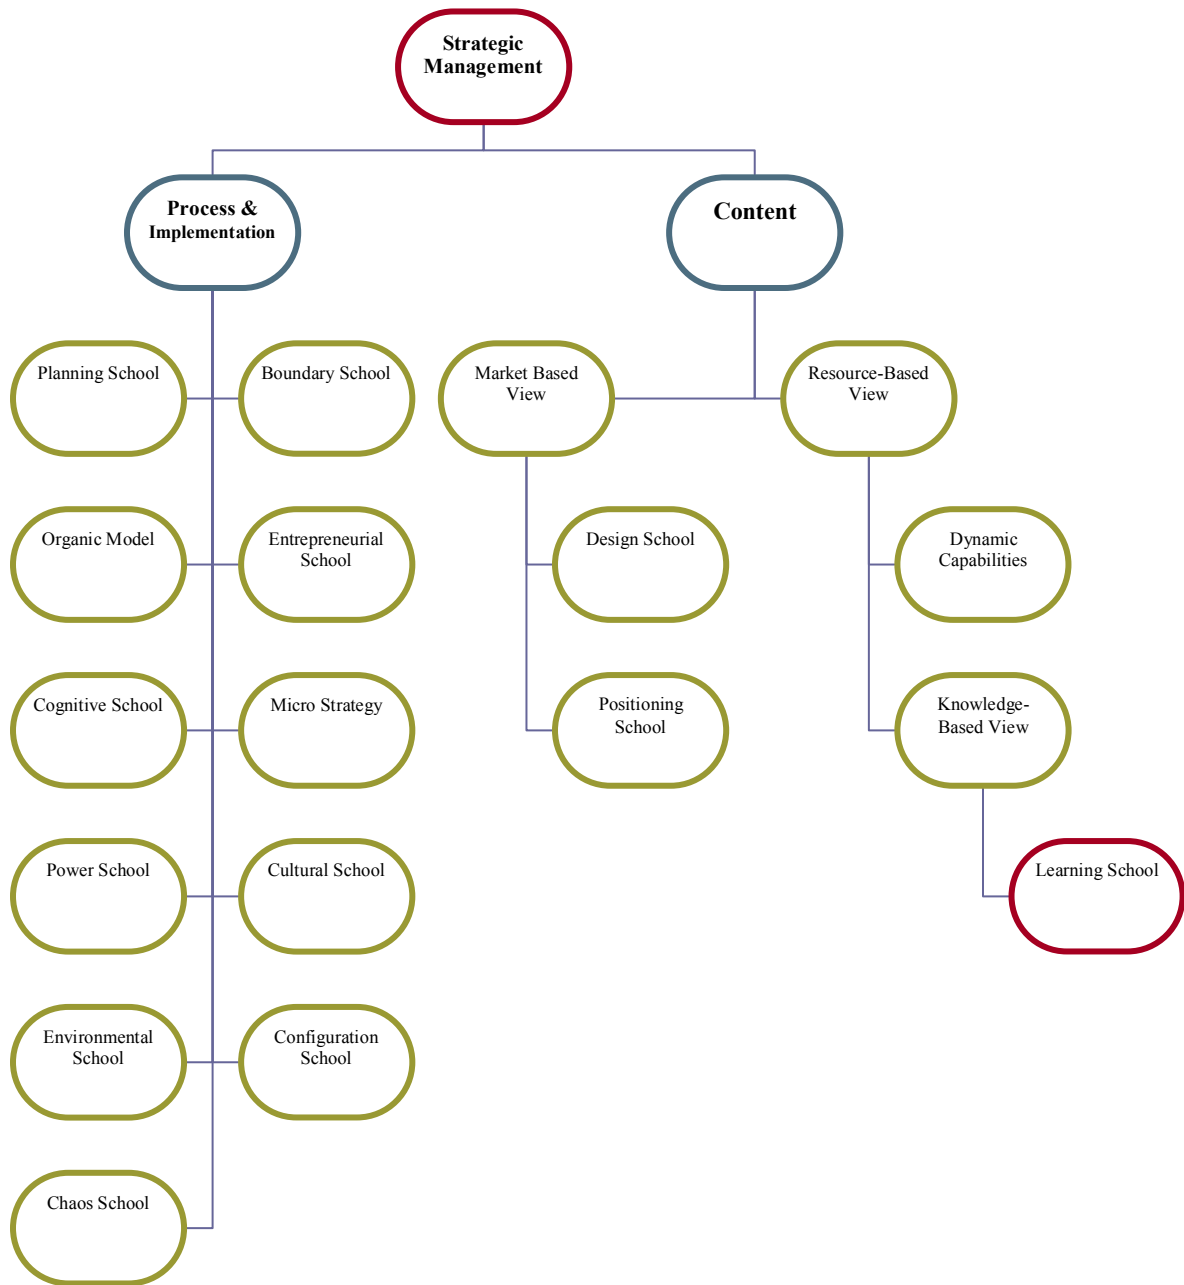 Strategic
Management
Process &
Implementation
Content
Planning School
Boundary School
Market Based
View
Resource-Based
View
Organic Model
Entrepreneurial
School
Design School
Dynamic
Capabilities
Cognitive School
Micro Strategy
Positioning
School
Knowledge-
Based View
Power School
Cultural School
Learning School
Environmental
School
Configuration
School
Chaos School